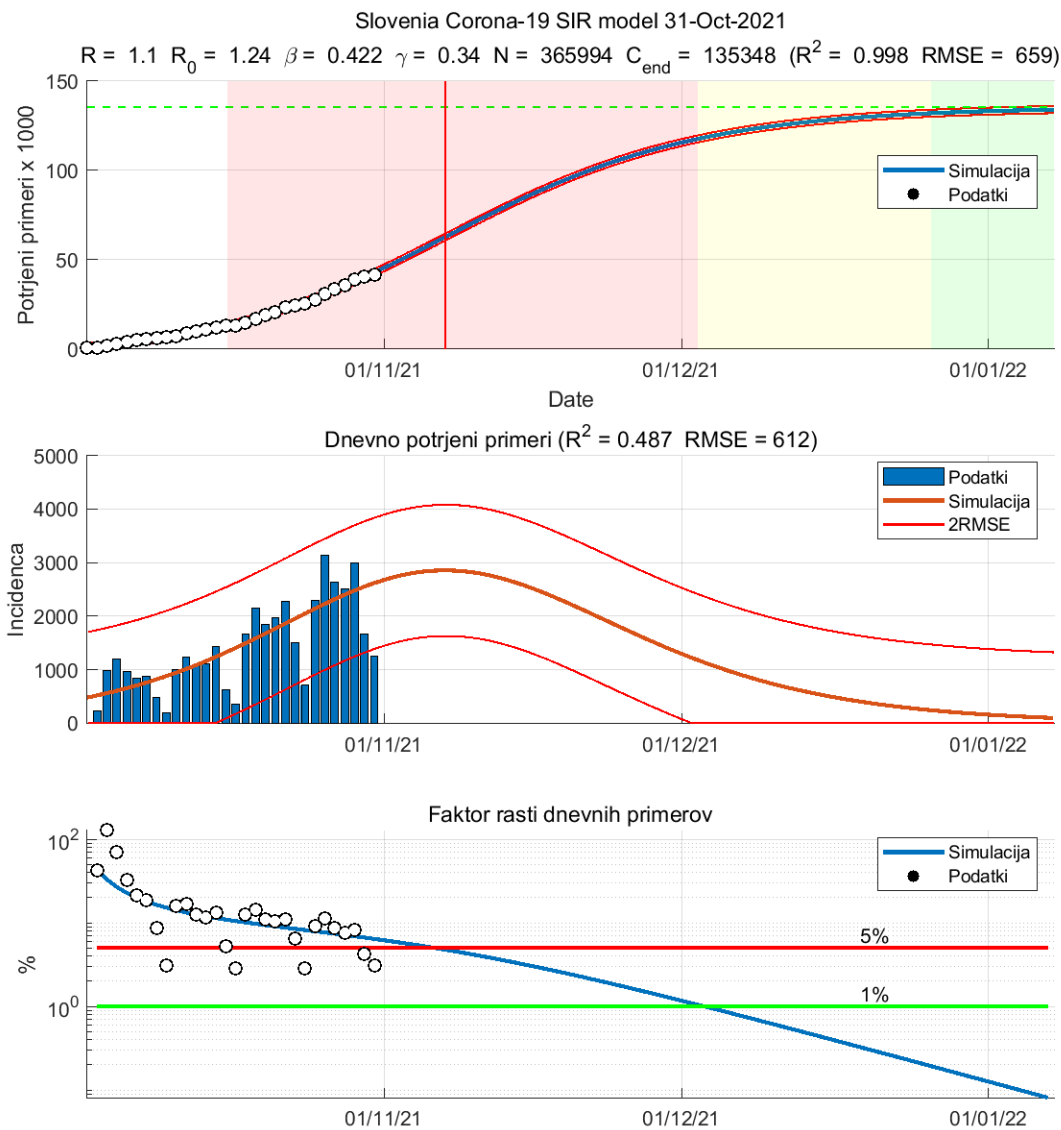 Slovenia Corona-19 SIR model 31-Oct-2021
R = 1.1 R0 = 1.24 β = 0.422 γ = 0.34 N = 365994 Cend = 135348 (R² = 0.998 RMSE = 659)
Potrjeni primeri x 1000
150
100
50
0
Simulacija
Podatki
01/11/21
01/12/21
01/01/22
Date
Dnevno potrjeni primeri (R² = 0.487 RMSE = 612)
Incidenca
5000
4000
3000
2000
1000
0
Podatki
Simulacija
2RMSE
01/11/21
01/12/21
01/01/22
Faktor rasti dnevnih primerov
%
10²
10⁰
Simulacija
Podatki
5%
1%
01/11/21
01/12/21
01/01/22